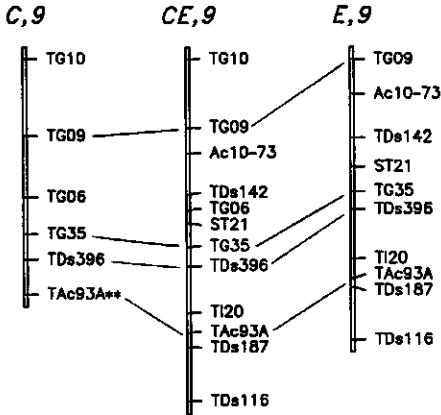 C,9
TG10
TG09
TG06
TG35
TDs396
TAc93A**
CE,9
TG10
TG09
Ac10-73
TDs142
TG06
ST21
TG35
TDs396
TI20
TAc93A
TDs187
TDs116
E,9
TG09
Ac10-73
TDs142
ST21
TG35
TDs396
TI20
TAc93A
TDs187
TDs116